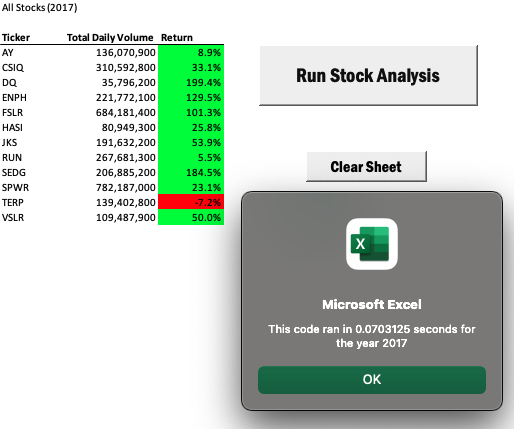 All Stocks (2017)
Ticker Total Daily Volume Return
AY 136,070,900 8.9%
CSIQ 310,592,800 33.1%
DQ 35,796,200 199.4%
ENPH 221,772,100 129.5%
FSLR 684,181,400 101.3%
HASI 80,949,300 25.8%
JKS 191,632,200 53.9%
RUN 267,681,300 5.5%
SEDG 206,885,200 184.5%
SPWR 782,187,000 23.1%
TERP 139,402,800 -7.2%
VSLR 109,487,900 50.0%
Run Stock Analysis
Clear Sheet
X
Microsoft Excel
This code ran in 0.0703125 seconds for
the year 2017
OK